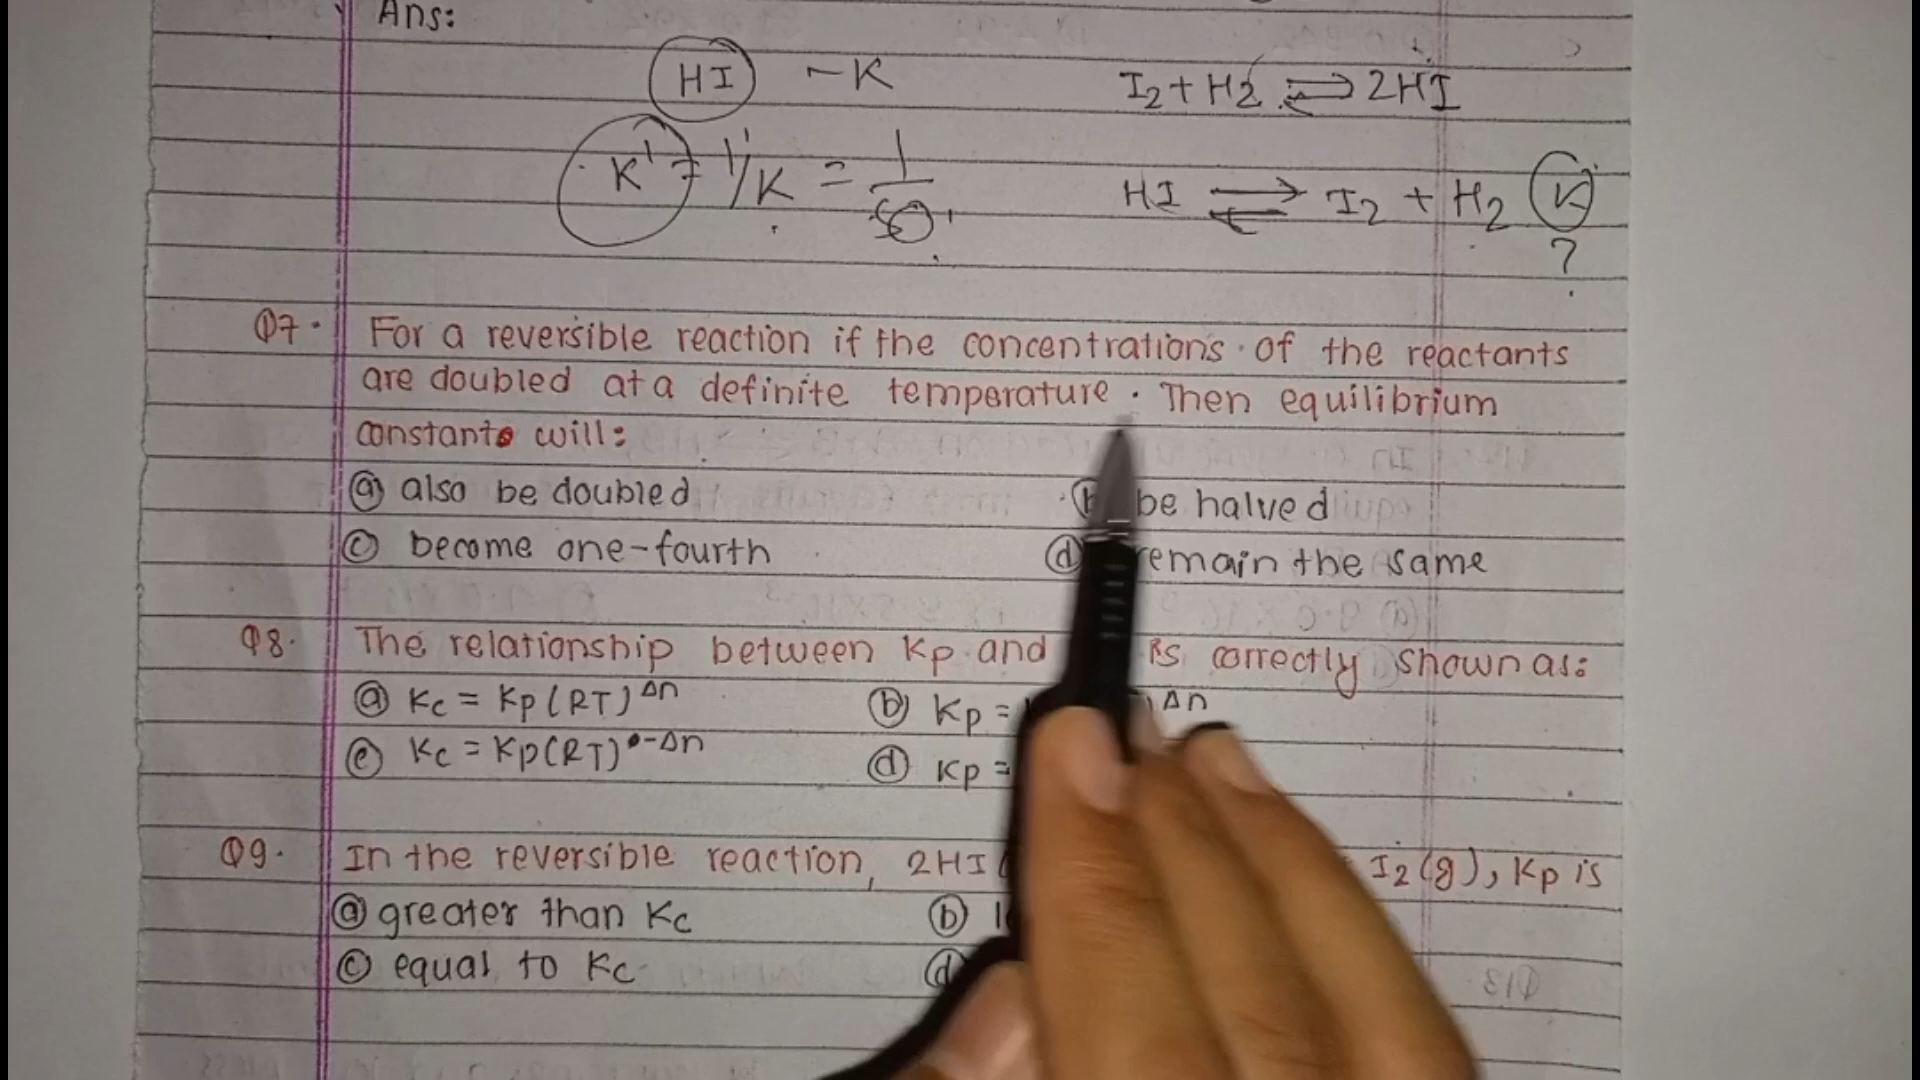 Ans:
HI - K
I₂ + H₂ ⇌ 2HI
K' = 1/K = 1/50
HI ⇌ I₂ + H₂ K
?
Q7. For a reversible reaction if the concentrations of the reactants
are doubled at a definite temperature. Then equilibrium
constant will:
ⓐ also be doubled ⓑ be halved
ⓒ become one-fourth ⓓ remain the same
Q8. The relationship between Kp and is correctly shown as:
ⓐ Kc = Kp (RT)^Δn ⓑ Kp = Δn
ⓒ Kc = Kp(RT)^-Δn ⓓ Kp =
Q9. In the reversible reaction, 2HI I₂(g), Kp is
ⓐ greater than Kc ⓑ
ⓒ equal to Kc ⓓ